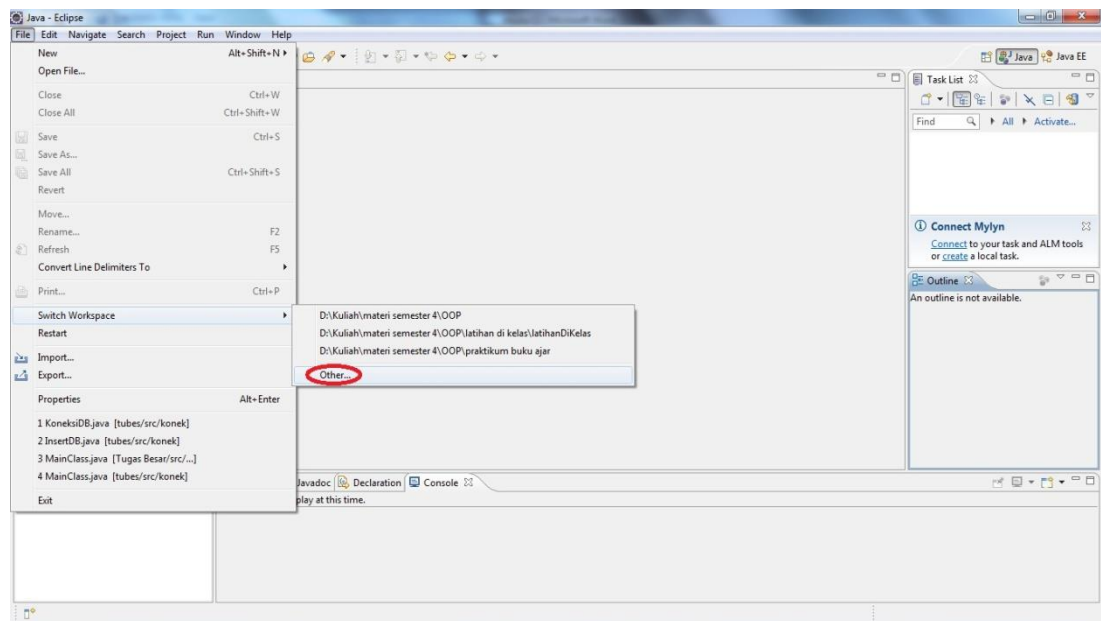 Java - Eclipse
File Edit Navigate Search Project Run Window Help
New Alt+Shift+N
Open File...
Close Ctrl+W
Close All Ctrl+Shift+W
Save Ctrl+S
Save As...
Save All Ctrl+Shift+S
Revert
Move...
Rename... F2
Refresh F5
Convert Line Delimiters To
Print... Ctrl+P
Switch Workspace
Restart
Import...
Export...
Properties Alt+Enter
1 KoneksiDB.java [tubes/src/konek]
2 InsertDB.java [tubes/src/konek]
3 MainClass.java [Tugas Besar/src/...]
4 MainClass.java [tubes/src/konek]
Exit
D:\Kuliah\materi semester 4\OOP
D:\Kuliah\materi semester 4\OOP\latihan di kelas\latihanDiKelas
D:\Kuliah\materi semester 4\OOP\praktikum buku ajar
Other...
Java Java EE
Task List
Find All Activate...
Connect Mylyn
Connect to your task and ALM tools
or create a local task.
Outline
An outline is not available.
Javadoc Declaration Console
play at this time.